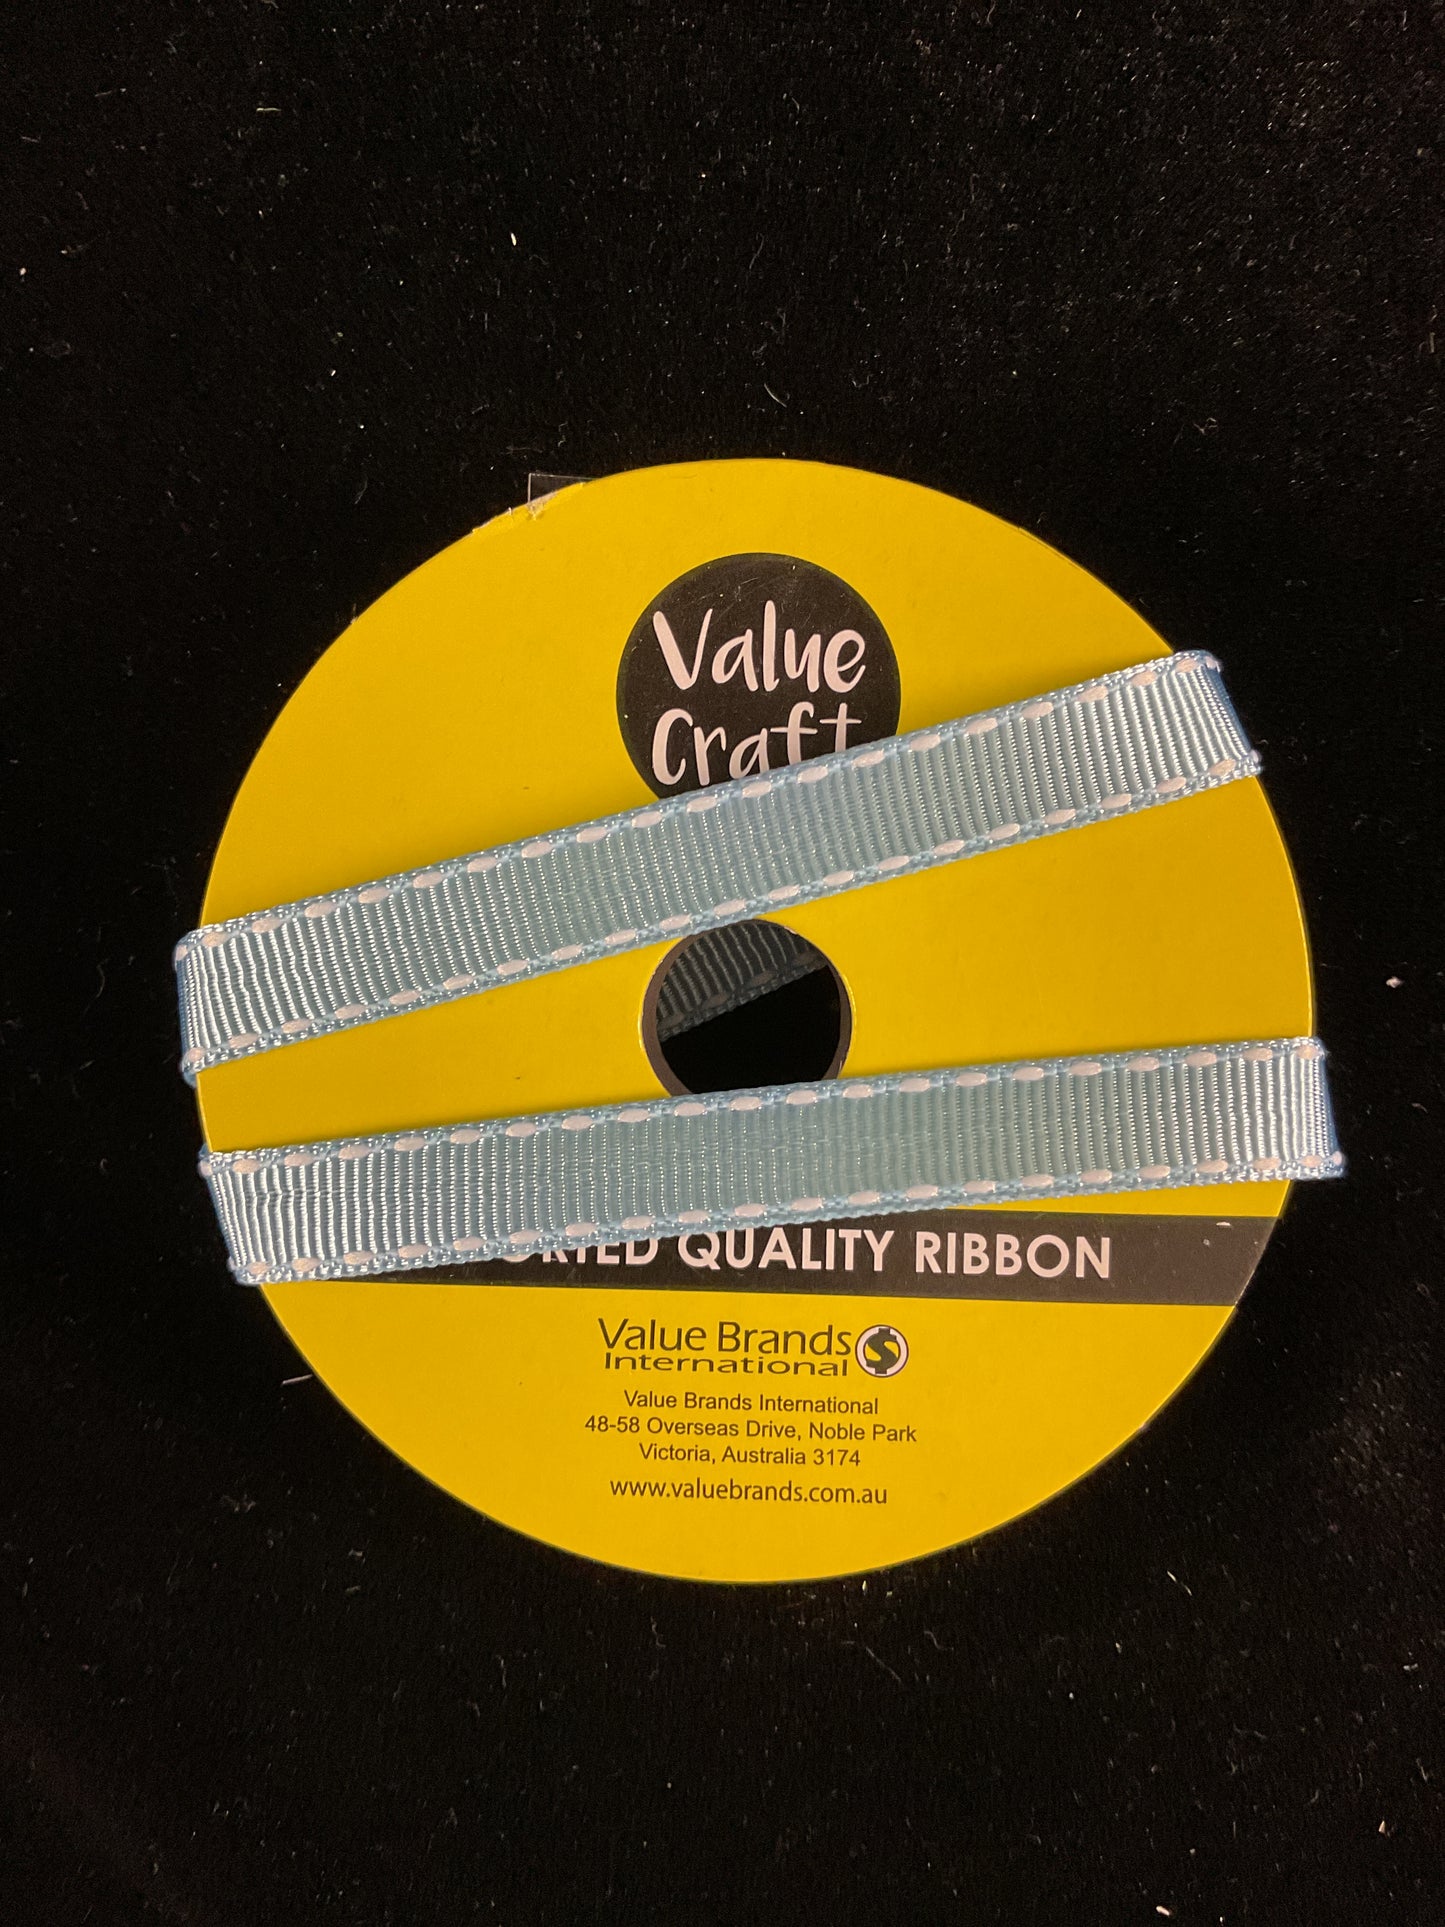 Value
Craft
QUALITY RIBBON
Value Brands
International
Value Brands International
48-58 Overseas Drive, Noble Park
Victoria, Australia 3174
www.valuebrands.com.au